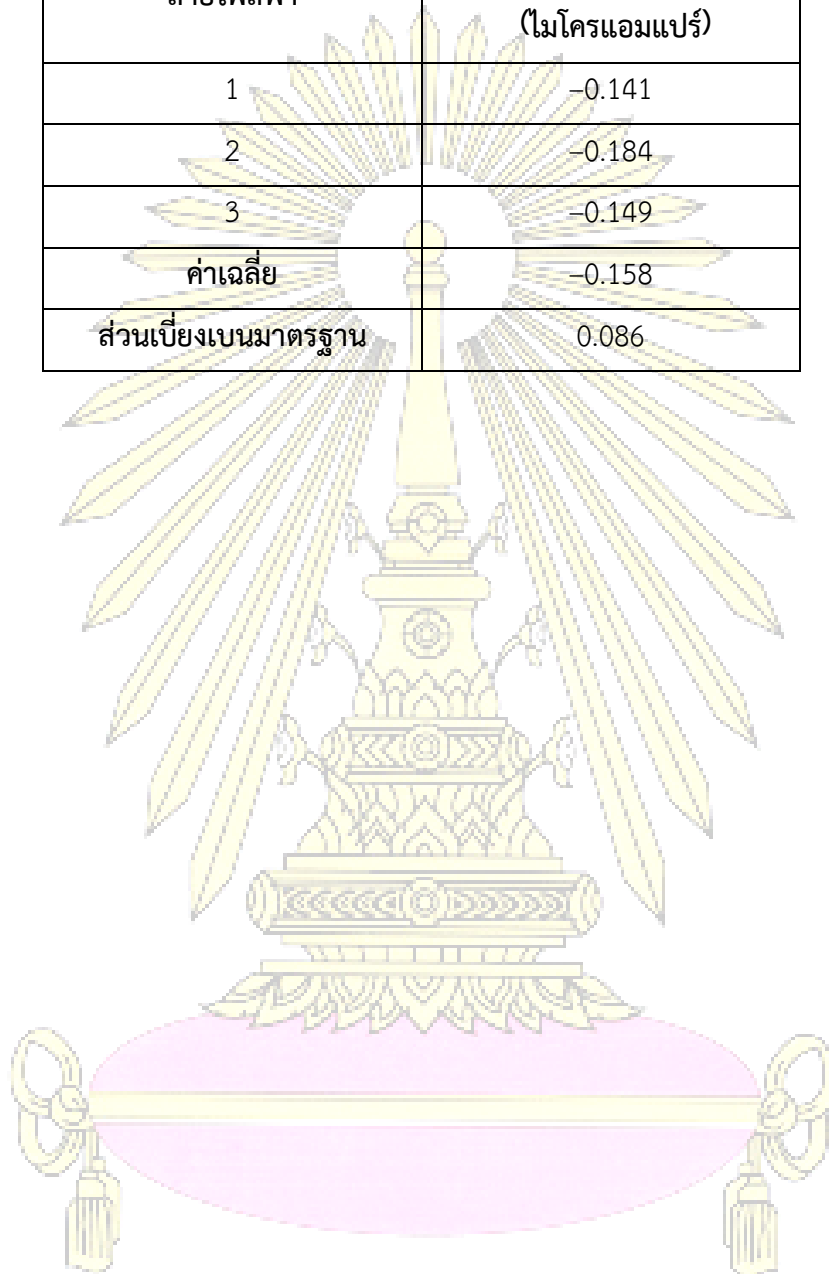 (ไมโครแอมแปร์)
1 –0.141
2 –0.184
3 –0.149
ค่าเฉลี่ย –0.158
ส่วนเบี่ยงเบนมาตรฐาน 0.086